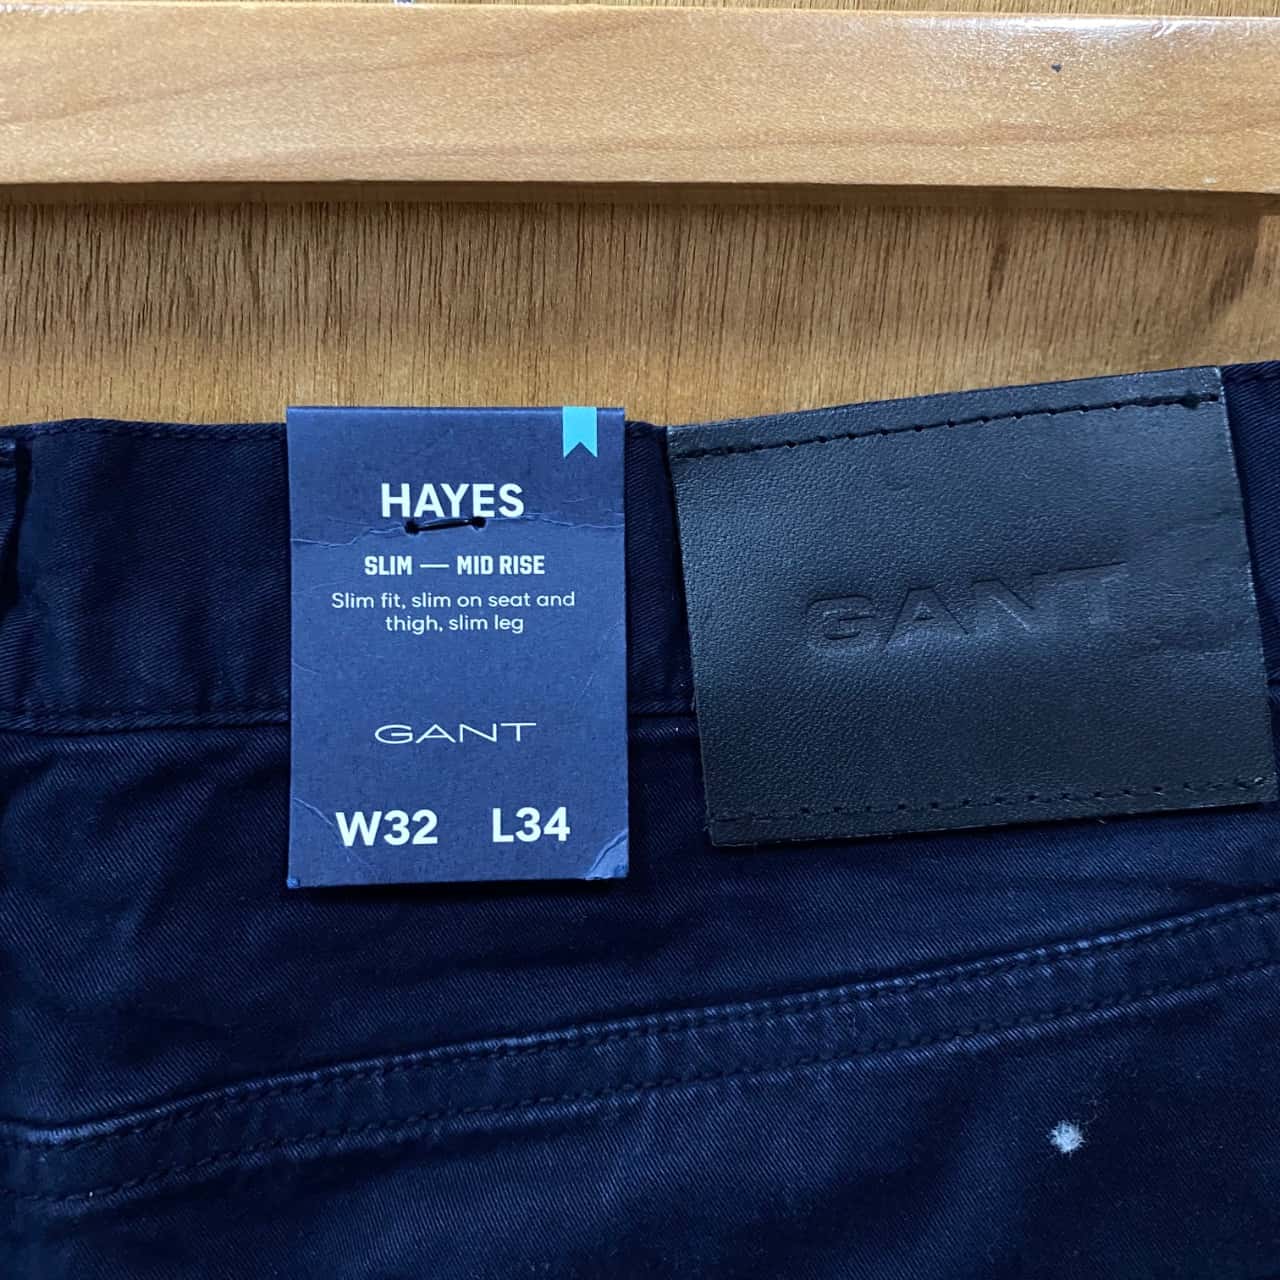 HAYES
SLIM — MID RISE
Slim fit, slim on seat and
thigh, slim leg
GANT
W32 L34
GANT